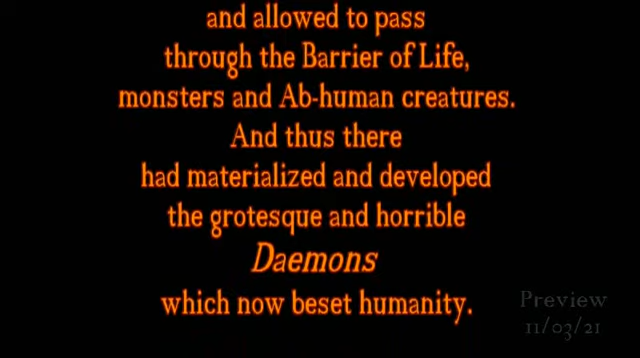 and allowed to pass
through the Barrier of Life,
monsters and Ab-human creatures.
And thus there
had materialized and developed
the grotesque and horrible
Daemons
which now beset humanity.
Preview
11/03/21